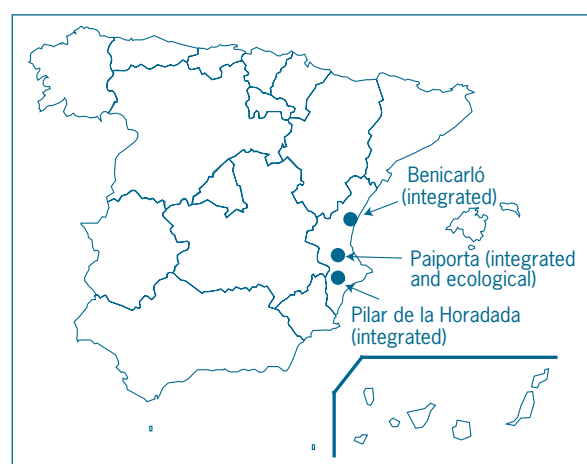 Benicarló
(integrated)
Paiporta (integrated
and ecological)
Pilar de la Horadada
(integrated)